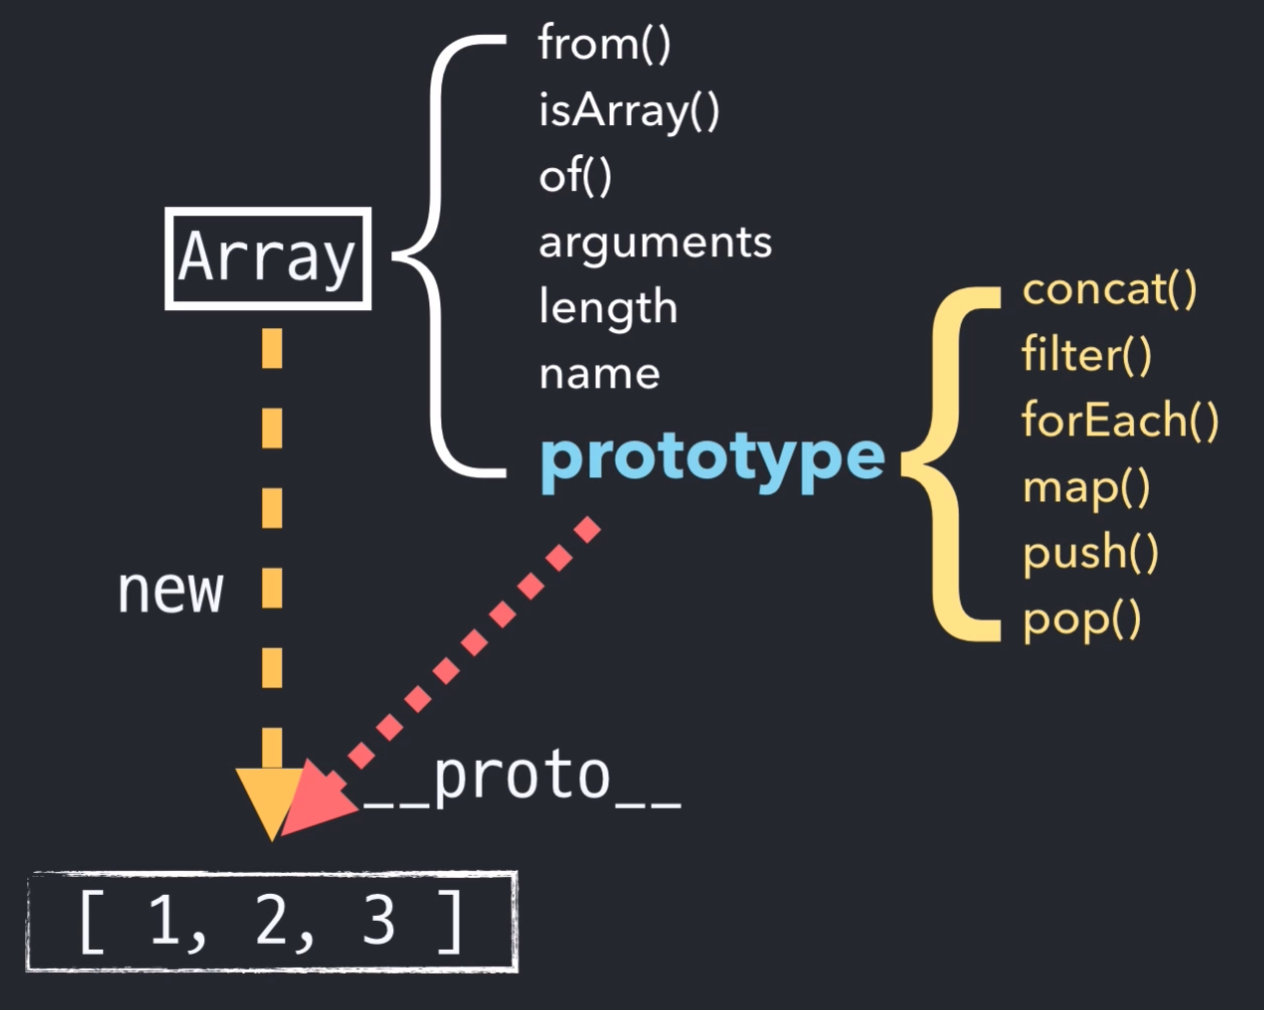 from()
isArray()
of()
Array
arguments
length
name
prototype
concat()
filter()
forEach()
map()
push()
pop()
new
__proto__
[ 1, 2, 3 ]